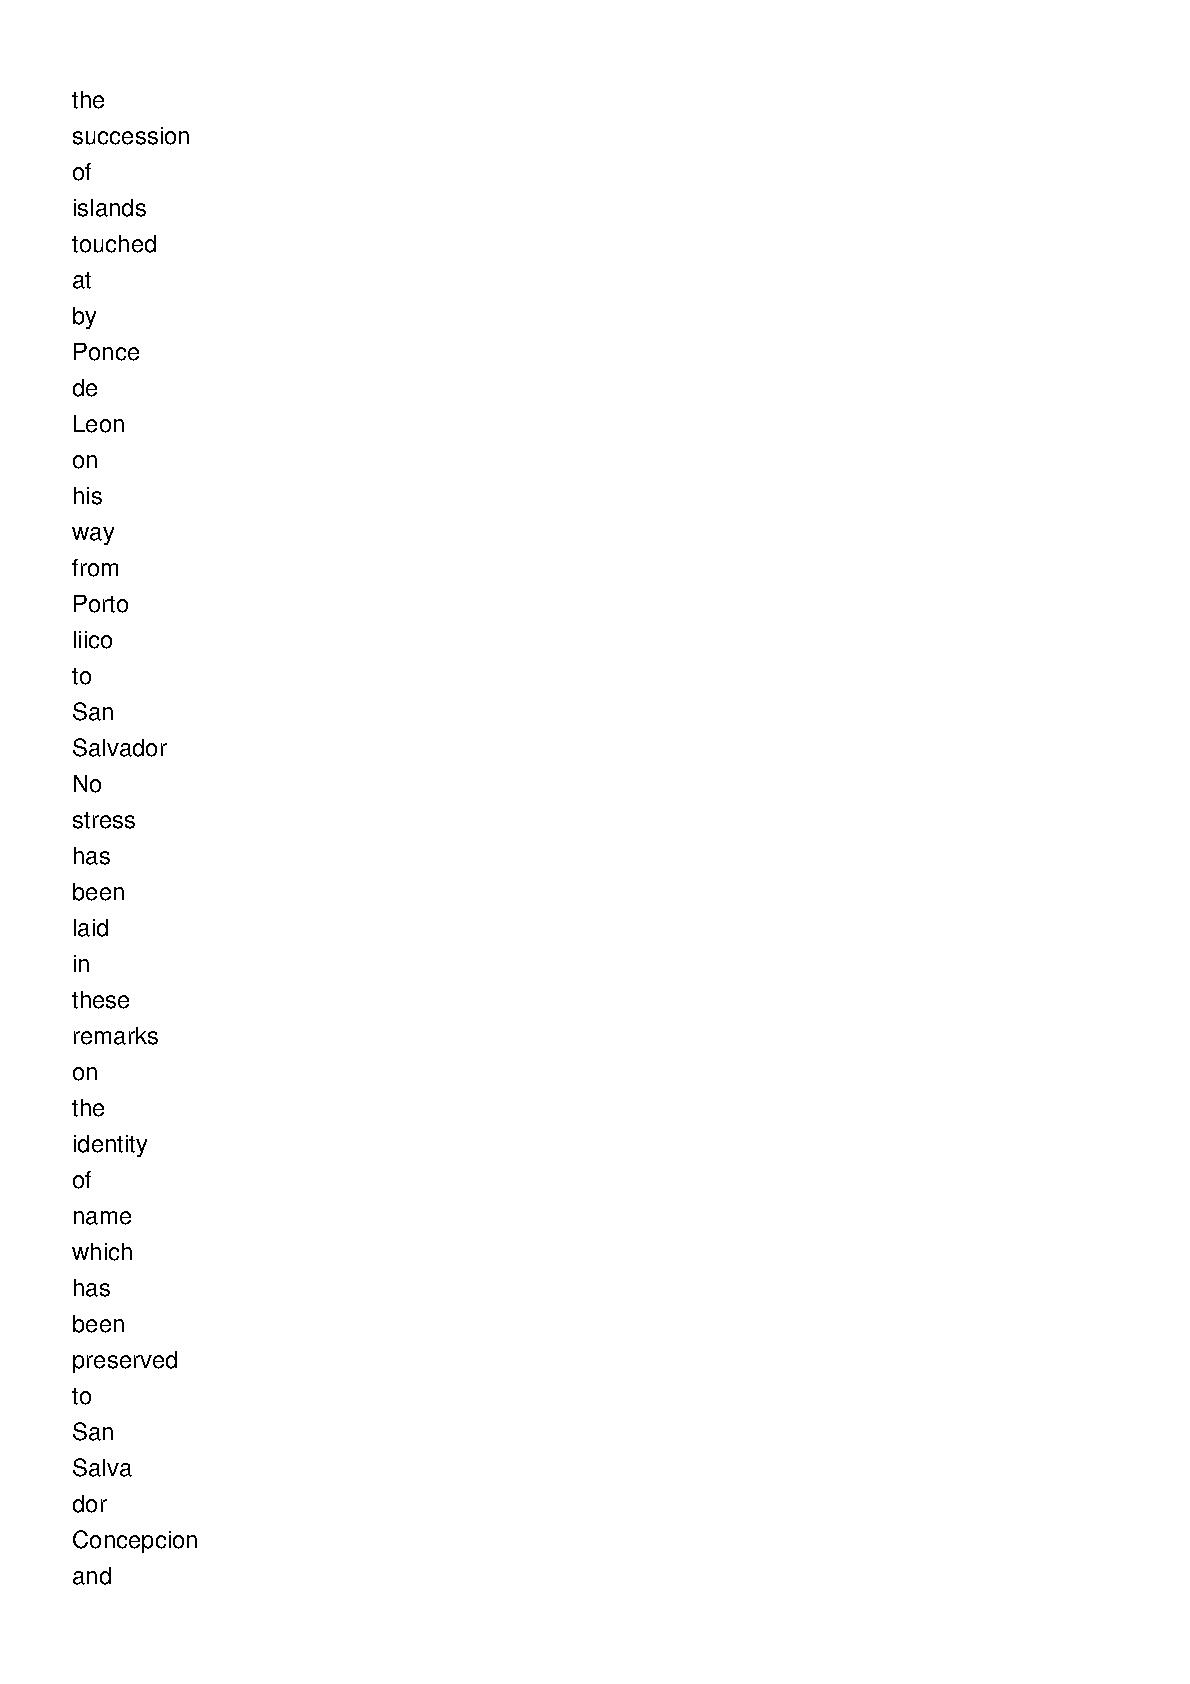 the
succession
of
islands
touched
at
by
Ponce
de
Leon
on
his
way
from
Porto
liico
to
San
Salvador
No
stress
has
been
laid
in
these
remarks
on
the
identity
of
name
which
has
been
preserved
to
San
Salva
dor
Concepcion
and